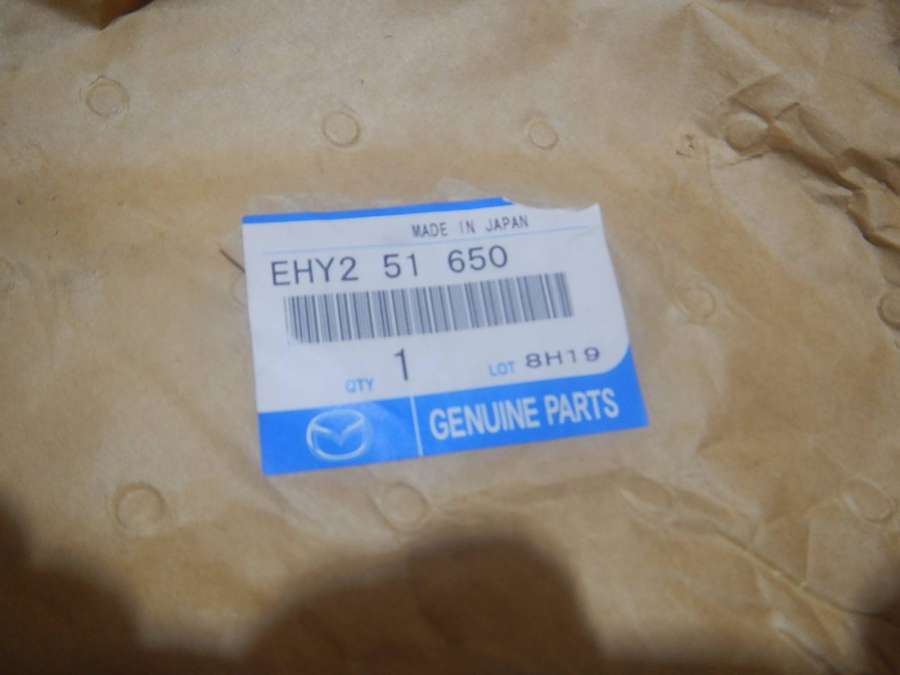 MADE IN JAPAN
EHY2 51 650
QTY 1 LOT 8H19
GENUINE PARTS